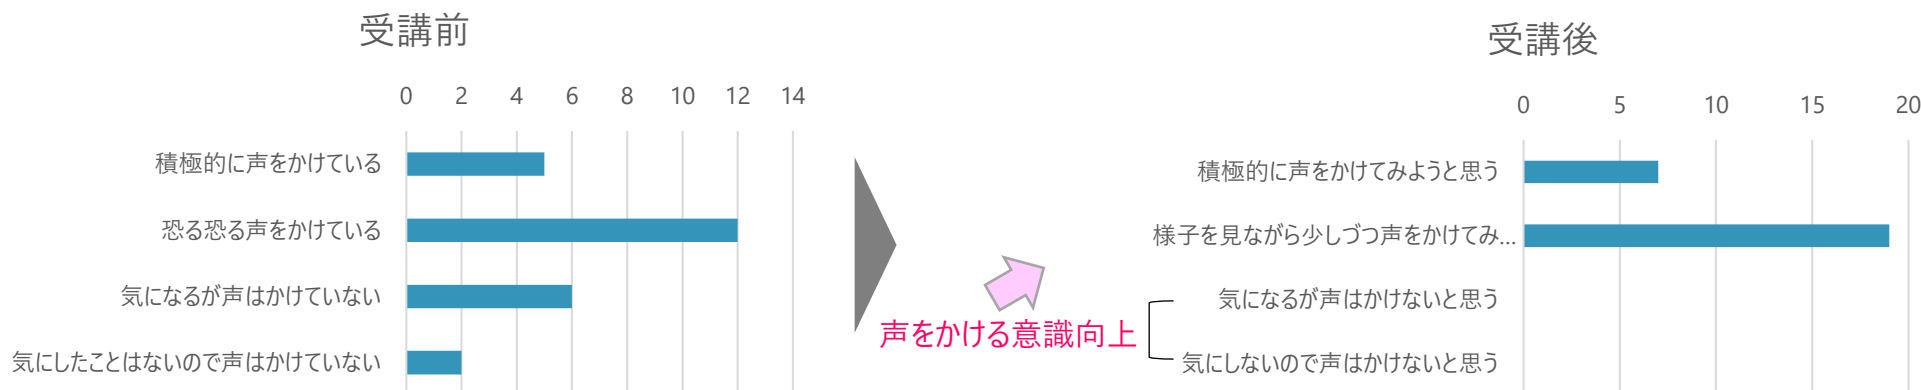 受講前
0 2 4 6 8 10 12 14
積極的に声をかけている
恐る恐る声をかけている
気になるが声はかけていない
気にしたことはないので声はかけていない
声をかける意識向上
受講後
0 5 10 15 20
積極的に声をかけてみようと思う
様子を見ながら少しづつ声をかけてみ...
気になるが声はかけないと思う
気にしないので声はかけないと思う